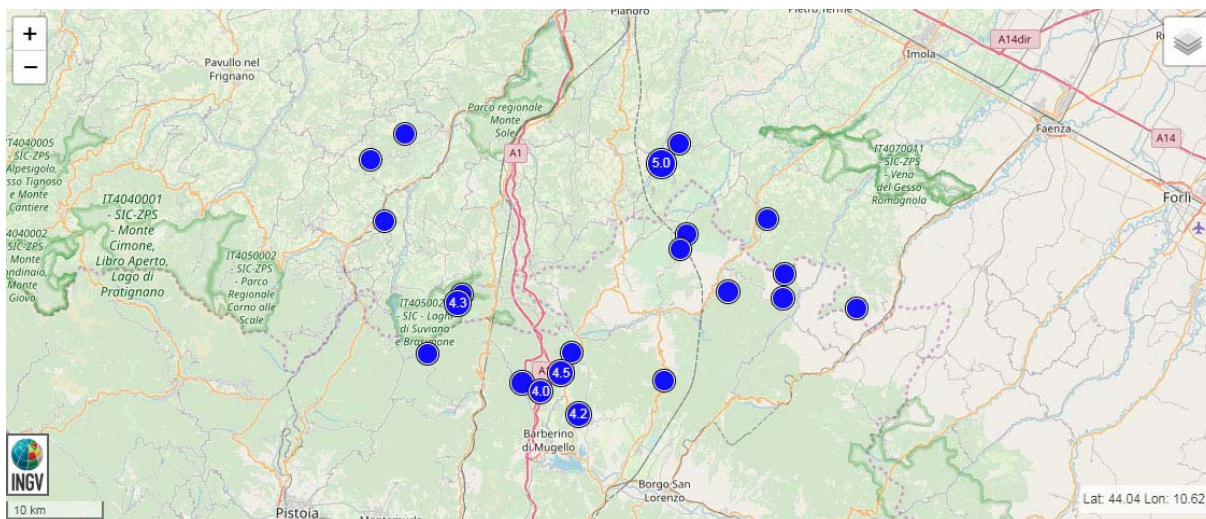 +
−
Pianoro
A14dir
Imola
Pavullo nel
Frignano
Parco regionale
Monte
Sole
A1
Faenza
A14
IT4040005
- SIC-ZPS
- Alpesigola,
sso Tignoso
e Monte
Cantiere
5.0
IT4070011
- SIC-ZPS
- Vena
del Gesso
Romagnola
Forlì
IT4040001
- SIC-ZPS
- Monte
Cimone,
Libro Aperto,
Lago di
Pratignano
IT4040002
- SIC-ZPS
- Monte
Rondinaio,
Monte
Giovo
IT4050002
- SIC-ZPS
- Parco
Regionale
Corno alle
Scale
4.3
- SIC - Laghi
di Suviana
e Brasimone
4.5
4.0
4.2
Barberino
di Mugello
Borgo San
Lorenzo
INGV
10 km
Pistoia
Lat: 44.04 Lon: 10.62